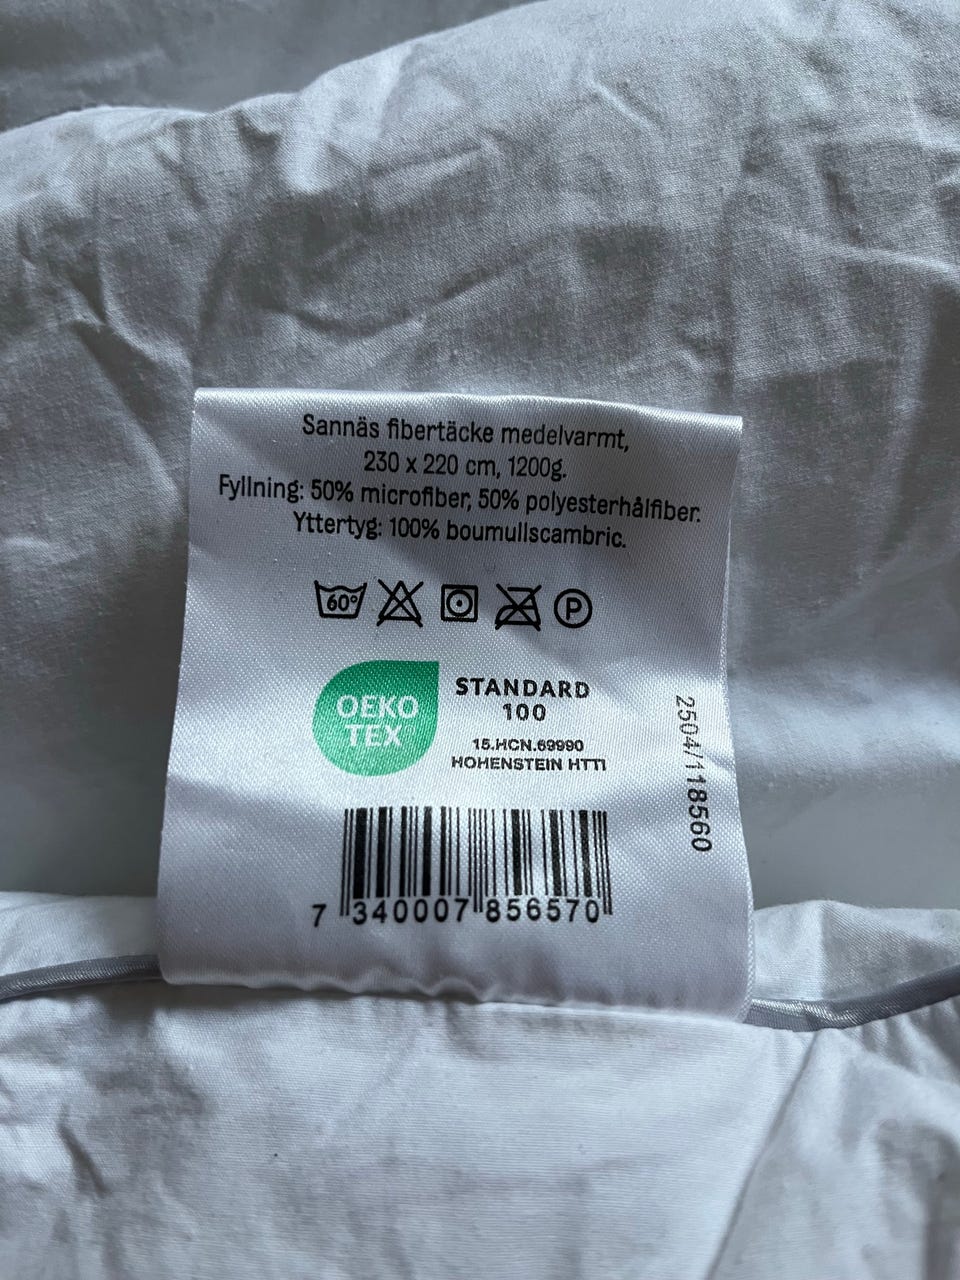 Sannäs fibertäcke medelvarmt,
230 x 220 cm, 1200g.
Fyllning: 50% microfiber, 50% polyesterhålfiber.
Yttertyg: 100% boumullscambric.
60°
P
OEKO
TEX
STANDARD
100
15.HCN.69990
HOHENSTEIN HTTI
2504/118560
7 340007 856570